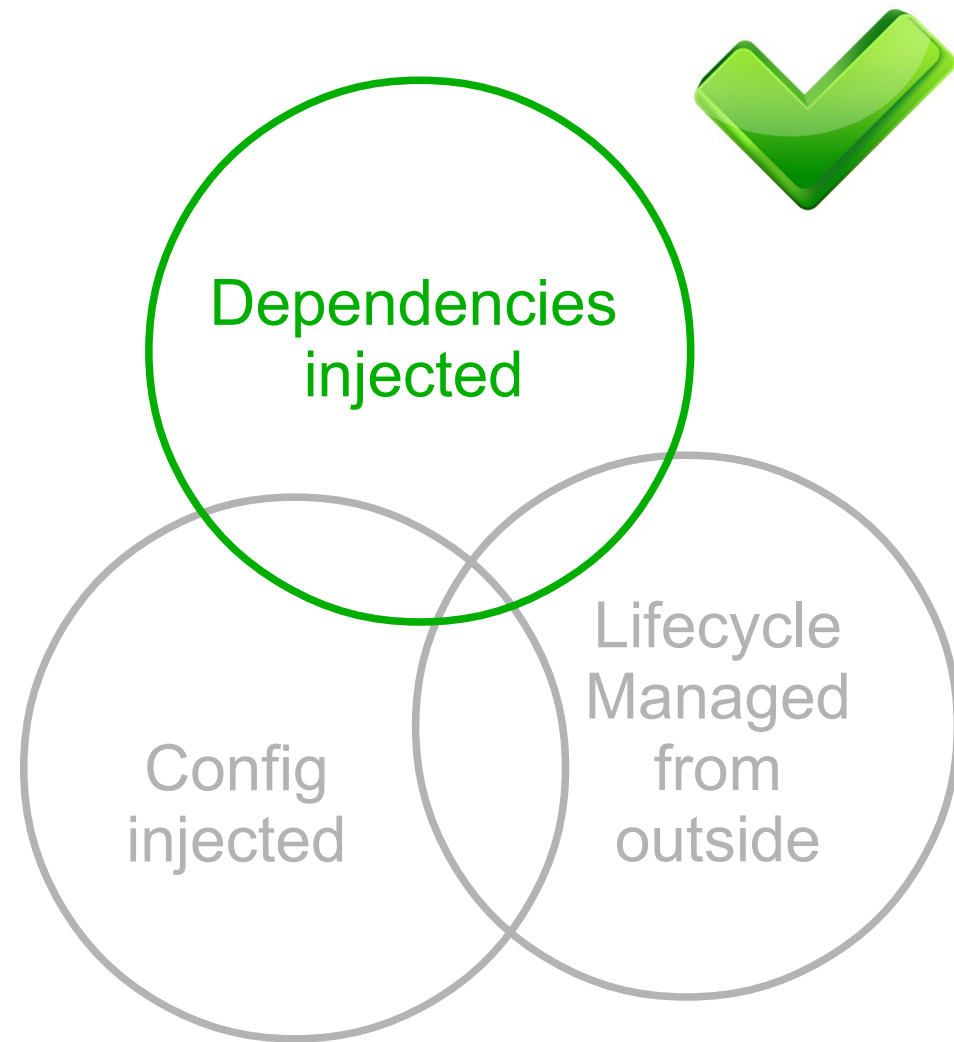 Dependencies
injected
Config
injected
Lifecycle
Managed
from
outside